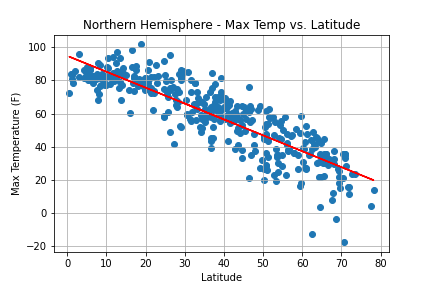 Northern Hemisphere - Max Temp vs. Latitude
100
80
60
40
20
0
−20
Max Temperature (F)
0 10 20 30 40 50 60 70 80
Latitude